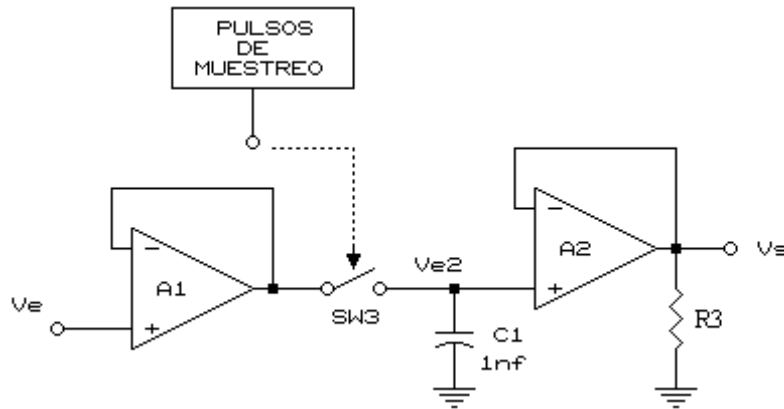 PULSOS
DE
MUESTREO
Ve
-
+
A1
SW3
Ve2
C1
1nf
-
+
A2
Vs
R3